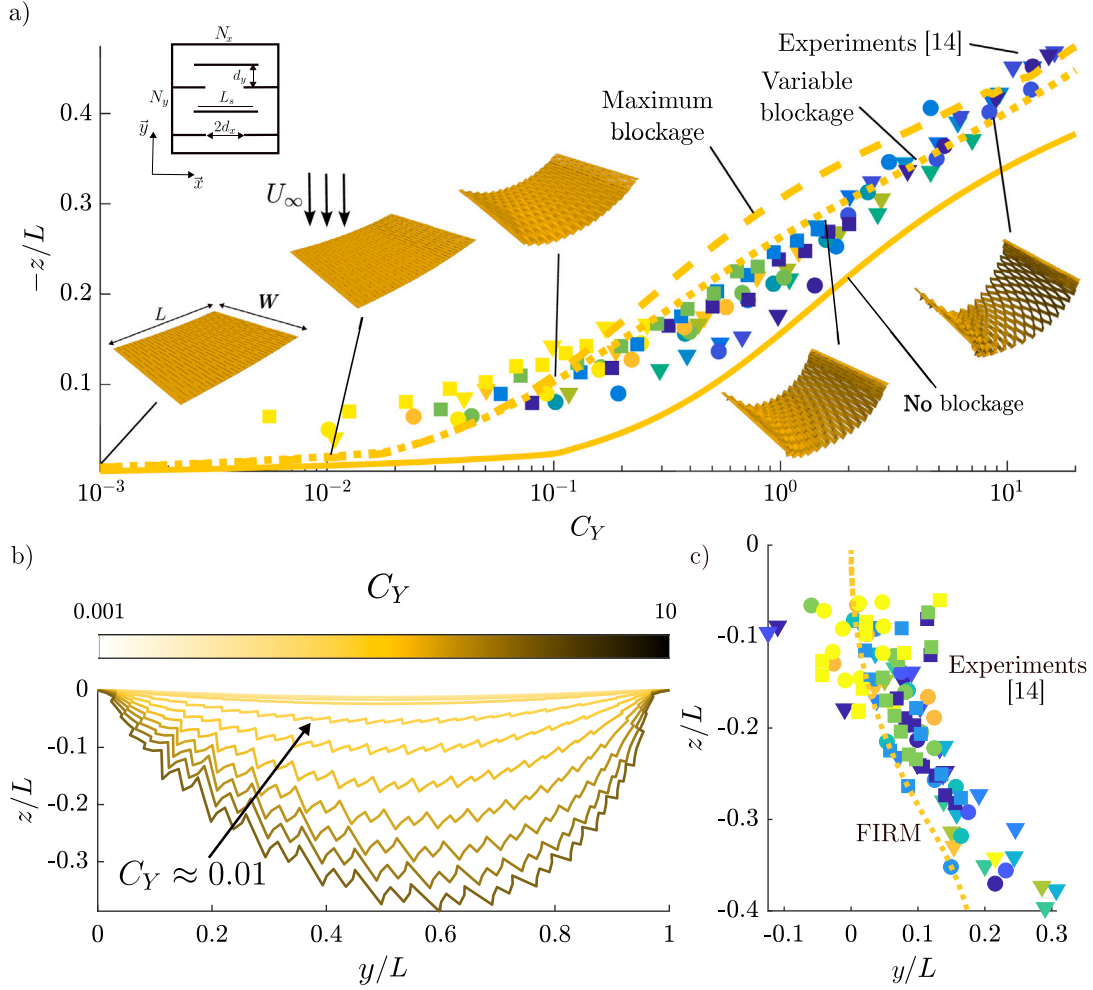 a)
N_x
d_y
N_y
L_s
2d_x
y⃗
x⃗
Experiments [14]
Variable
blockage
Maximum
blockage
U_∞
L
W
No blockage
−z/L
0.4
0.3
0.2
0.1
10^{-3}
10^{-2}
10^{-1}
10^0
10^1
C_Y
b)
C_Y
0.001
10
0
-0.1
-0.2
-0.3
z/L
C_Y ≈ 0.01
0
0.2
0.4
0.6
0.8
1
y/L
c)
0
-0.1
-0.2
-0.3
-0.4
z/L
Experiments
[14]
FIRM
-0.1
0
0.1
0.2
0.3
y/L